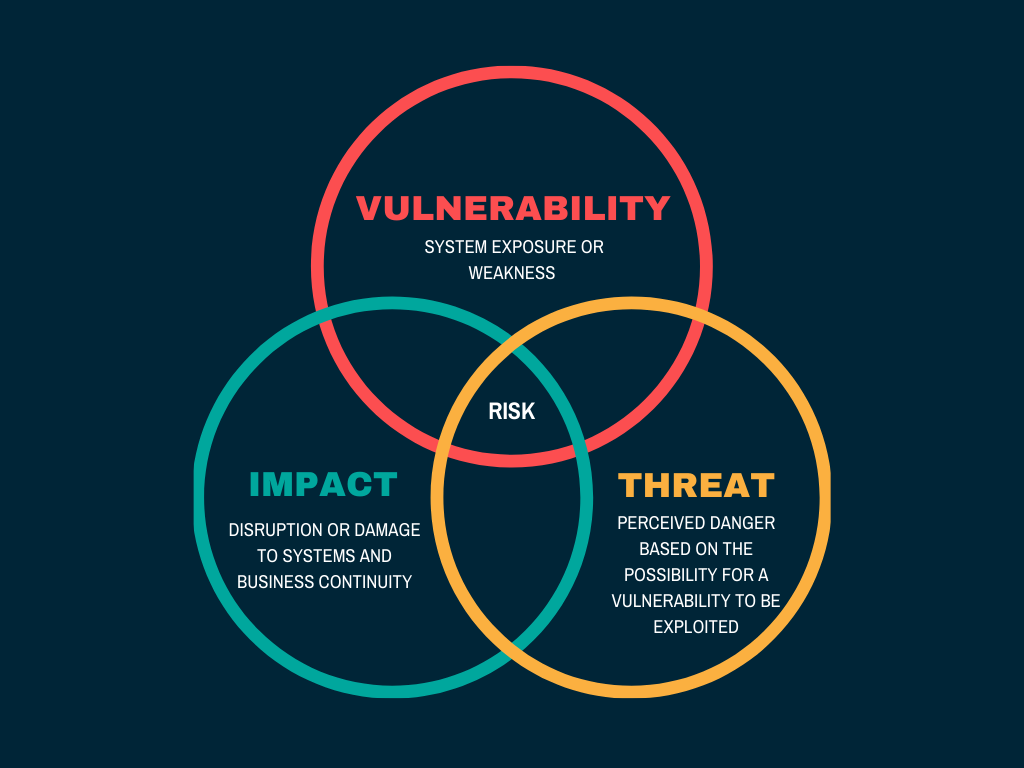 VULNERABILITY
SYSTEM EXPOSURE OR
WEAKNESS
RISK
IMPACT
DISRUPTION OR DAMAGE
TO SYSTEMS AND
BUSINESS CONTINUITY
THREAT
PERCEIVED DANGER
BASED ON THE
POSSIBILITY FOR A
VULNERABILITY TO BE
EXPLOITED